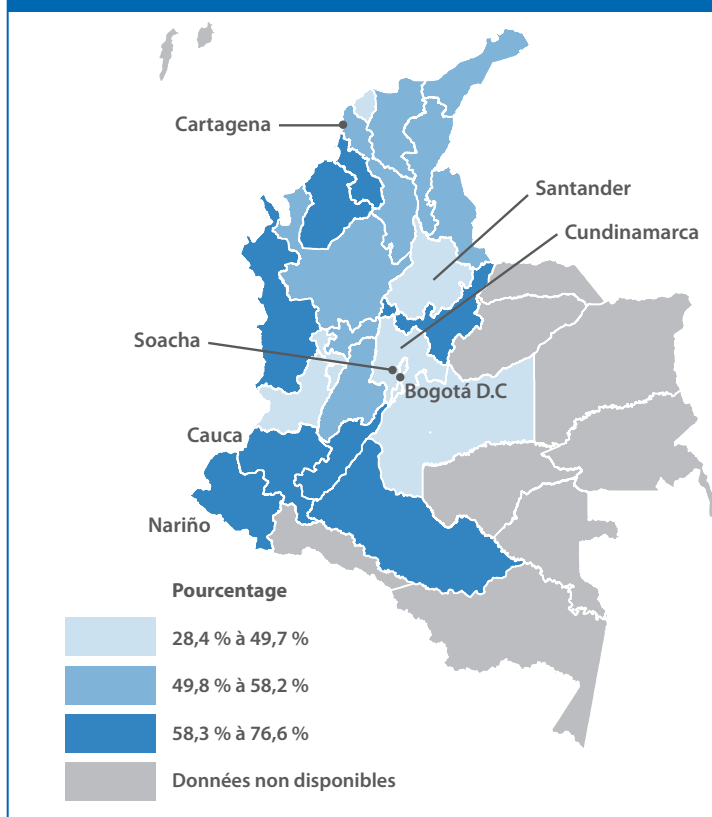 Cartagena
Santander
Cundinamarca
Soacha
Bogotá D.C
Cauca
Nariño
Pourcentage
28,4 % à 49,7 %
49,8 % à 58,2 %
58,3 % à 76,6 %
Données non disponibles